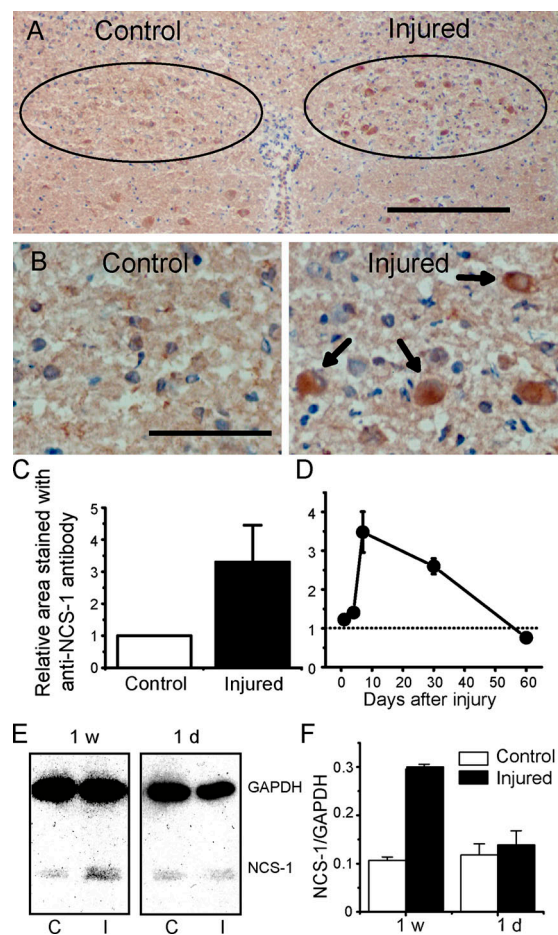 A Control Injured
B Control Injured
C
Relative area stained with
anti-NCS-1 antibody
5
4
3
2
1
0
Control Injured
D
4
3
2
1
0
0 10 20 30 40 50 60
Days after injury
E 1 w 1 d
GAPDH
NCS-1
C I C I
F
Control
Injured
NCS-1/GAPDH
0.3
0.2
0.1
0
1 w 1 d